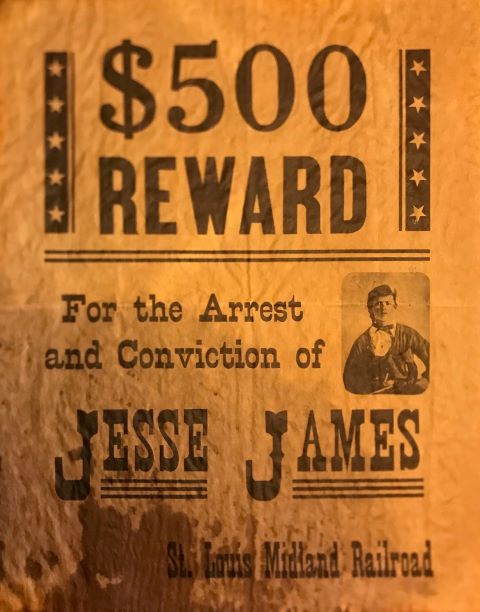 $500
REWARD
For the Arrest
and Conviction of
JESSE JAMES
St. Louis Midland Railroad